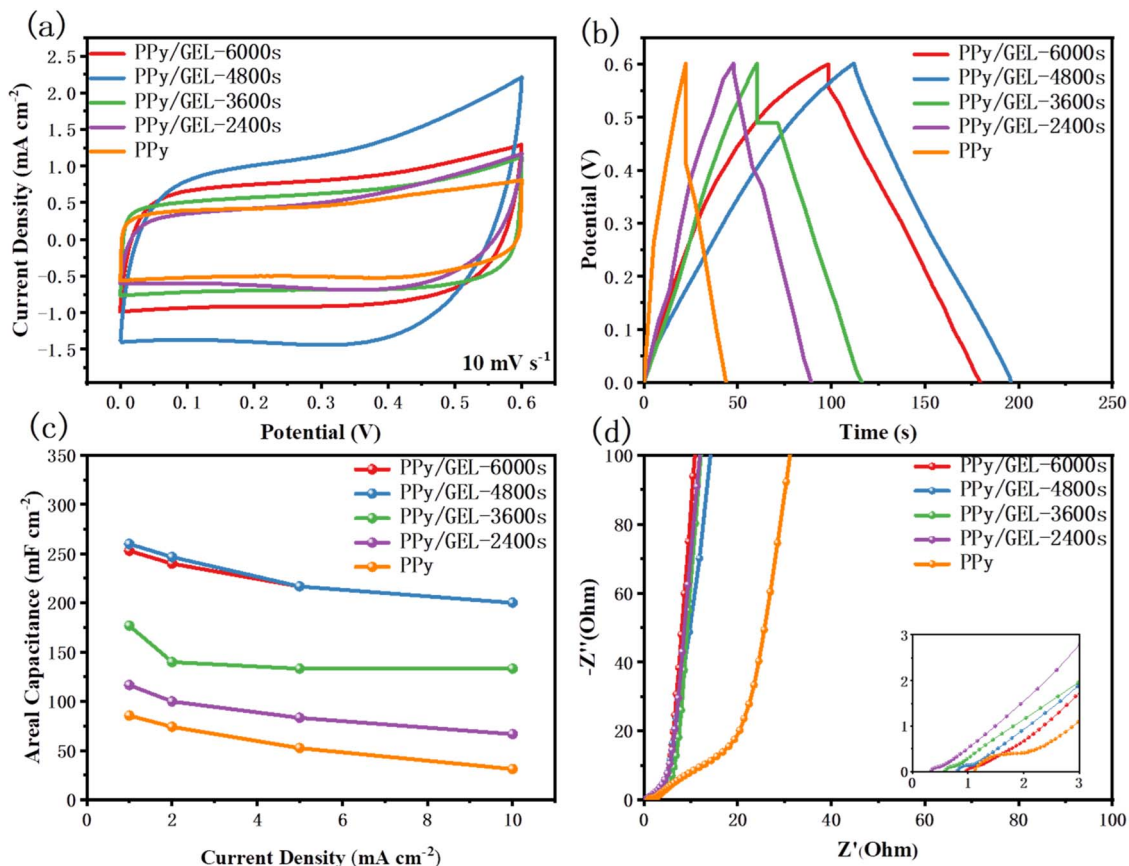 (a)
PPy/GEL-6000s
PPy/GEL-4800s
PPy/GEL-3600s
PPy/GEL-2400s
PPy
2.5
2.0
1.5
1.0
0.5
0.0
-0.5
-1.0
-1.5
Current Density (mA cm-2)
10 mV s-1
0.0 0.1 0.2 0.3 0.4 0.5 0.6
Potential (V)
(b)
PPy/GEL-6000s
PPy/GEL-4800s
PPy/GEL-3600s
PPy/GEL-2400s
PPy
0.6
0.5
0.4
0.3
0.2
0.1
0.0
Potential (V)
0 50 100 150 200 250
Time (s)
(c)
PPy/GEL-6000s
PPy/GEL-4800s
PPy/GEL-3600s
PPy/GEL-2400s
PPy
350
300
250
200
150
100
50
0
Areal Capacitance (mF cm-2)
0 2 4 6 8 10
Current Density (mA cm-2)
(d)
PPy/GEL-6000s
PPy/GEL-4800s
PPy/GEL-3600s
PPy/GEL-2400s
PPy
100
80
60
40
20
0
-Z''(Ohm)
3
2
1
0
0 1 2 3
0 20 40 60 80 100
Z'(Ohm)